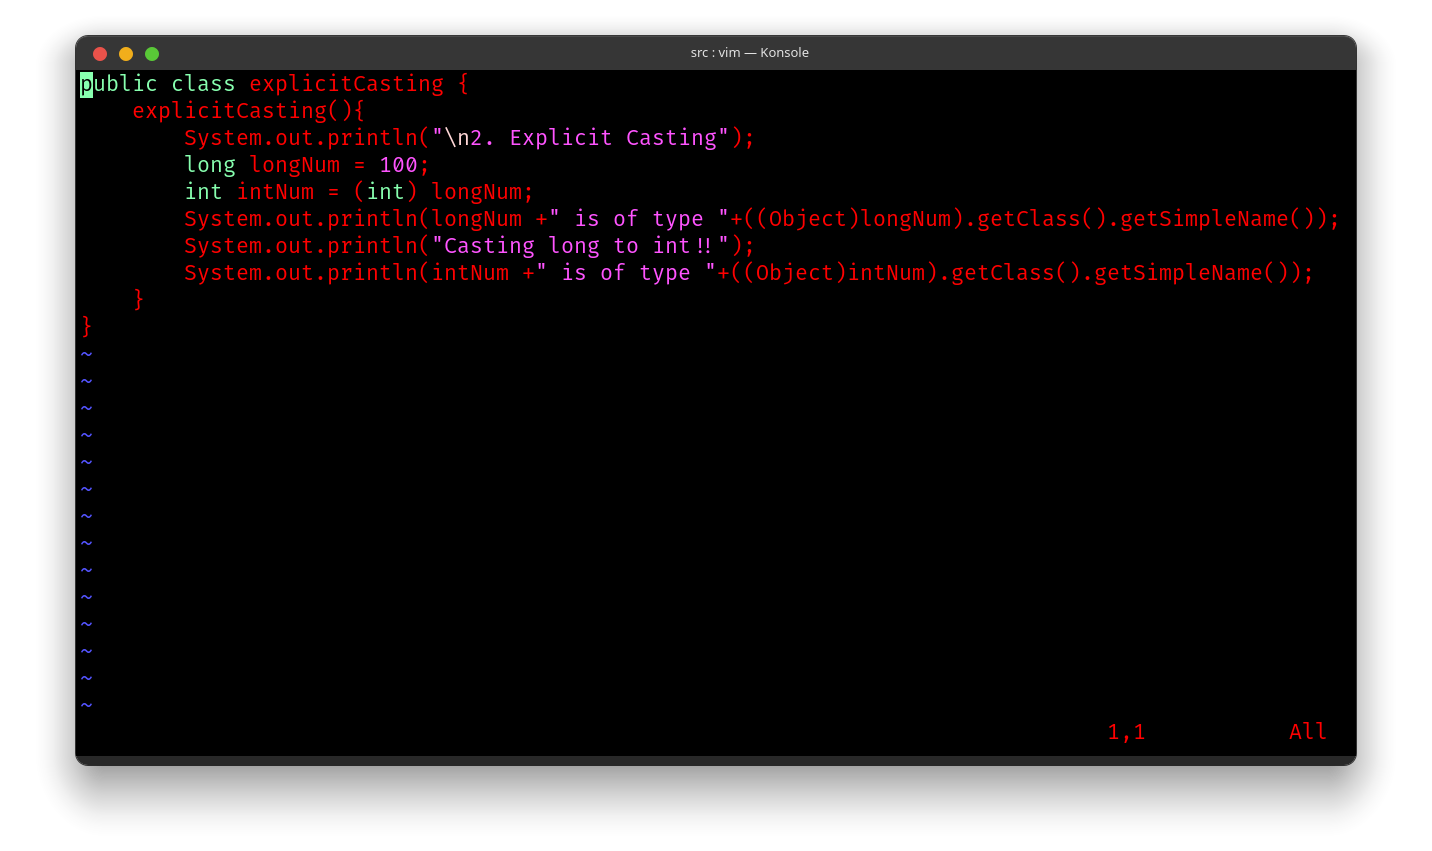 src : vim — Konsole
public class explicitCasting {
    explicitCasting(){
        System.out.println("\n2. Explicit Casting");
        long longNum = 100;
        int intNum = (int) longNum;
        System.out.println(longNum +" is of type "+((Object)longNum).getClass().getSimpleName());
        System.out.println("Casting long to int!!");
        System.out.println(intNum +" is of type "+((Object)intNum).getClass().getSimpleName());
    }
}
~
~
~
~
~
~
~
~
~
~
~
~
~
~
1,1 All